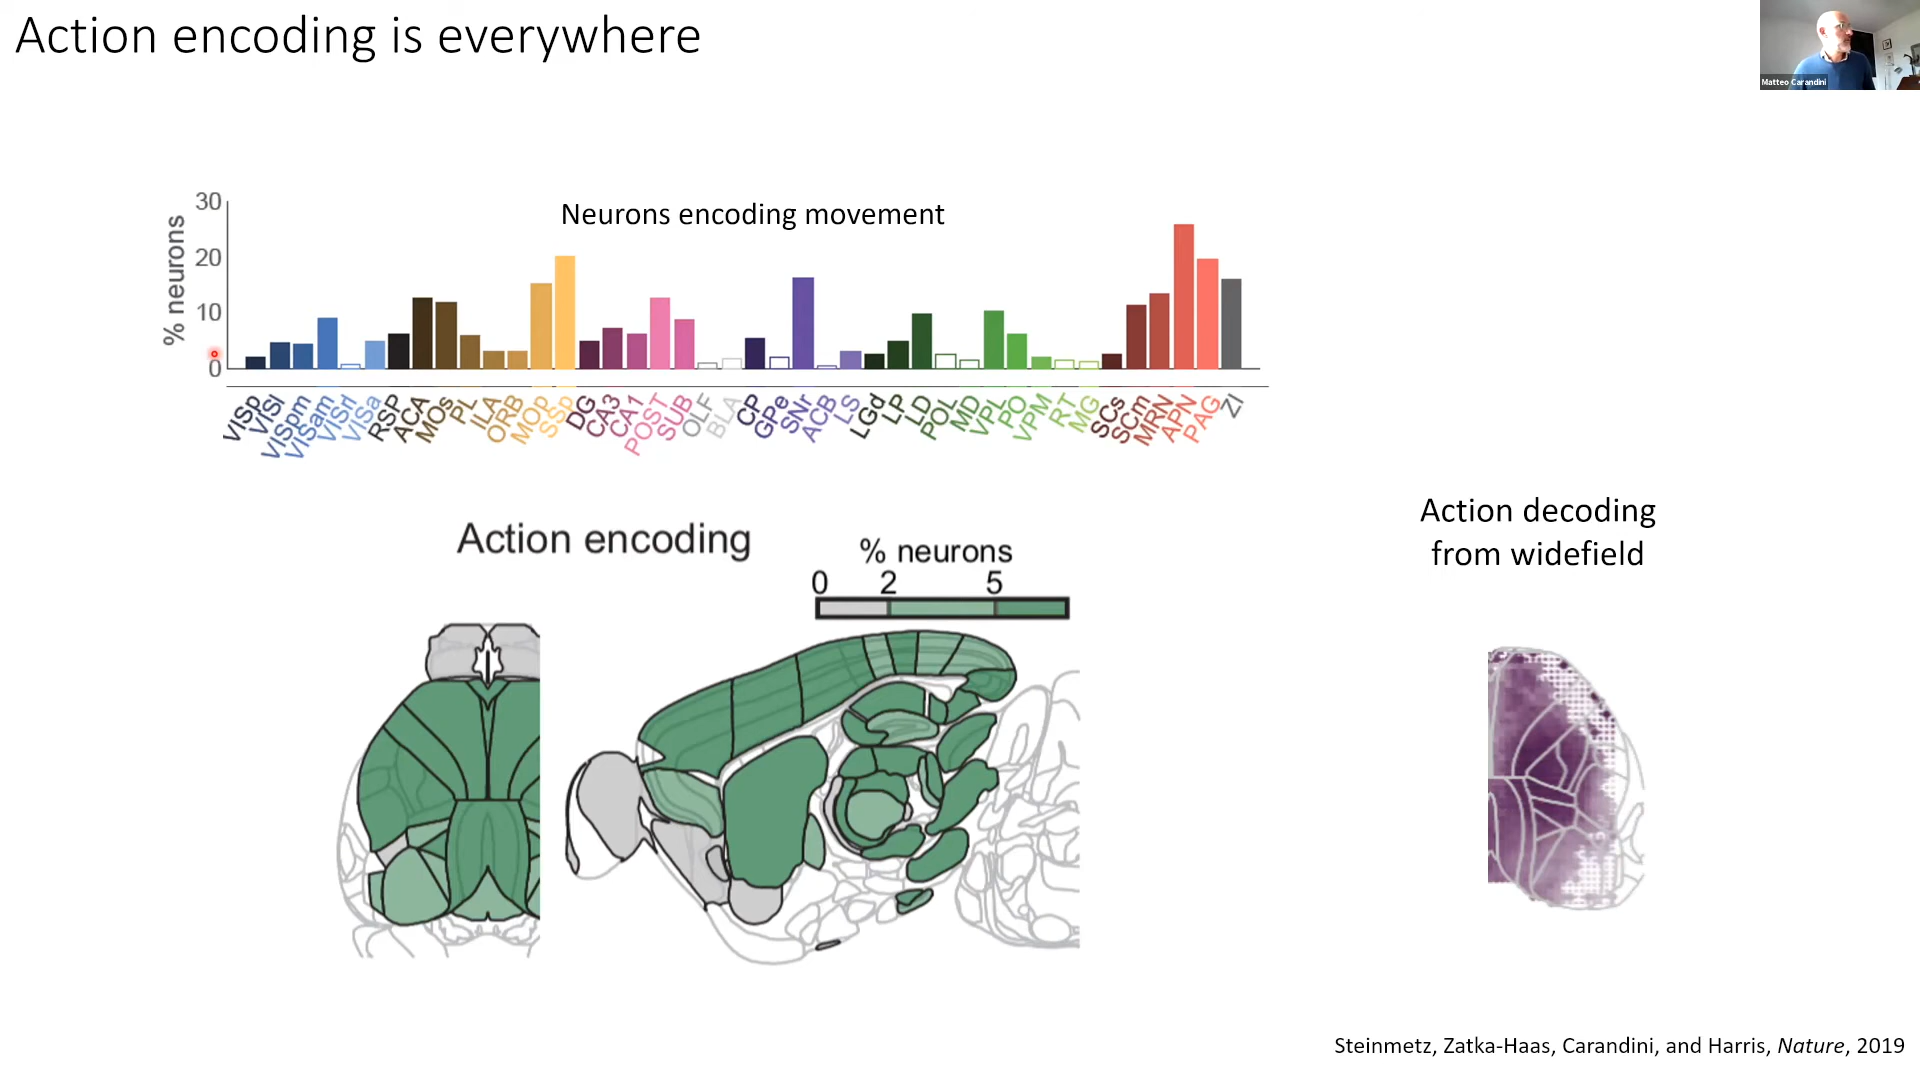 Action encoding is everywhere
Matteo Carandini
Neurons encoding movement
% neurons
30
20
10
0
VISp
VISl
VISpm
VISam
VISrl
VISa
RSP
ACA
MOs
PL
ILA
ORB
MOp
SSp
DG
CA3
CA1
POST
SUB
OLF
BLA
CP
GPe
SNr
ACB
LS
LGd
LP
LD
POL
MD
VPL
PO
VPM
RT
MG
SCs
SCm
MRN
APN
PAG
ZI
Action encoding
% neurons
0 2 5
Action decoding
from widefield
Steinmetz, Zatka-Haas, Carandini, and Harris, Nature, 2019